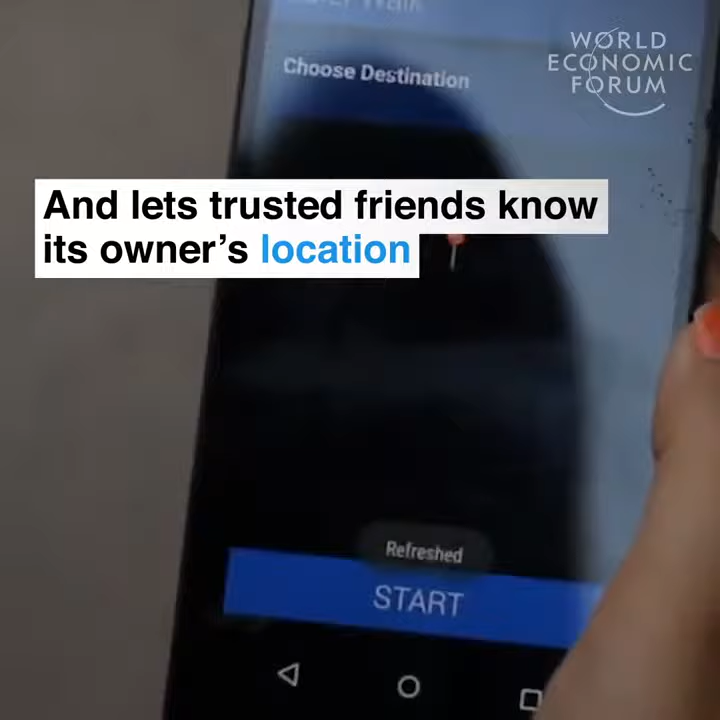 WORLD
ECONOMIC
FORUM
Choose Destination
And lets trusted friends know
its owner’s location
Refreshed
START